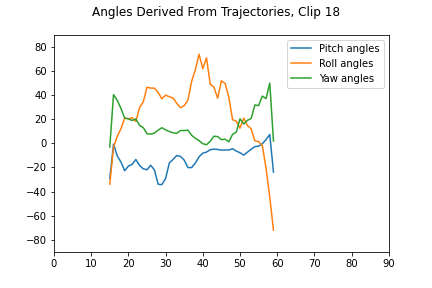 Angles Derived From Trajectories, Clip 18
Pitch angles
Roll angles
Yaw angles
80
60
40
20
0
−20
−40
−60
−80
0 10 20 30 40 50 60 70 80 90